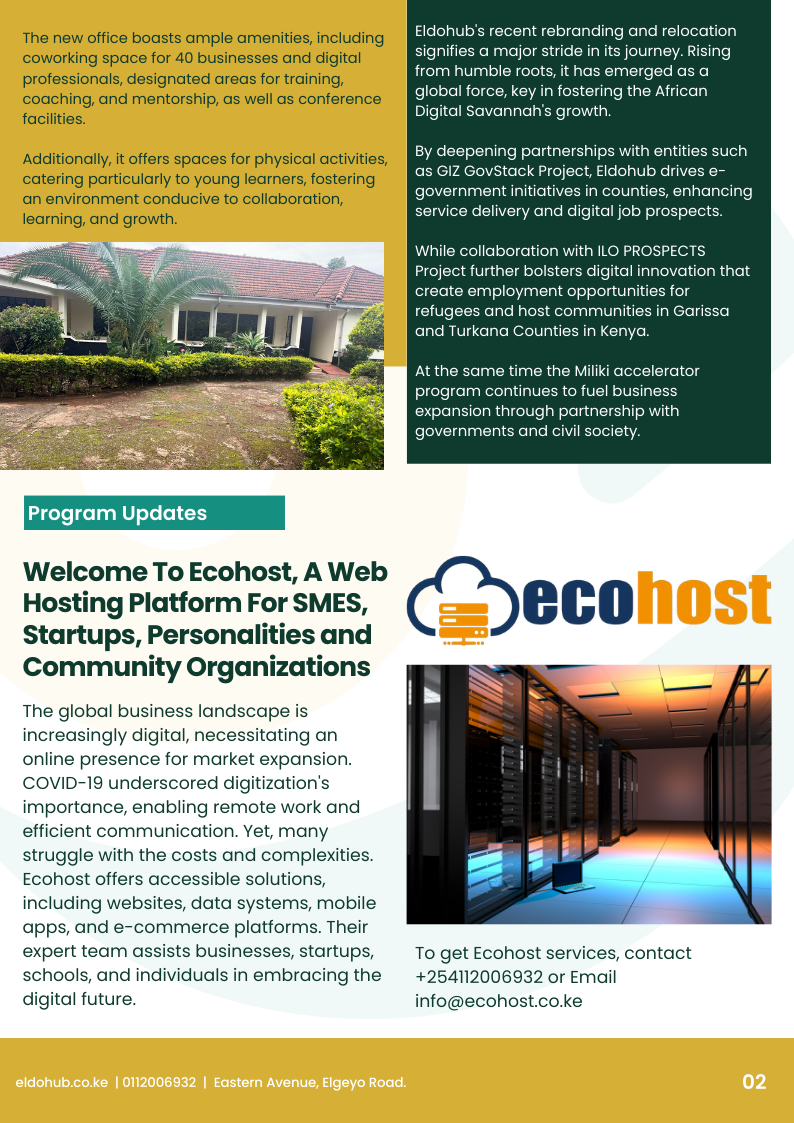 The new office boasts ample amenities, including
coworking space for 40 businesses and digital
professionals, designated areas for training,
coaching, and mentorship, as well as conference
facilities.
Additionally, it offers spaces for physical activities,
catering particularly to young learners, fostering
an environment conducive to collaboration,
learning, and growth.
Eldohub's recent rebranding and relocation
signifies a major stride in its journey. Rising
from humble roots, it has emerged as a
global force, key in fostering the African
Digital Savannah's growth.
By deepening partnerships with entities such
as GIZ GovStack Project, Eldohub drives e-
government initiatives in counties, enhancing
service delivery and digital job prospects.
While collaboration with ILO PROSPECTS
Project further bolsters digital innovation that
create employment opportunities for
refugees and host communities in Garissa
and Turkana Counties in Kenya.
At the same time the Miliki accelerator
program continues to fuel business
expansion through partnership with
governments and civil society.
Program Updates
Welcome To Ecohost, A Web
Hosting Platform For SMES,
Startups, Personalities and
Community Organizations
The global business landscape is
increasingly digital, necessitating an
online presence for market expansion.
COVID-19 underscored digitization's
importance, enabling remote work and
efficient communication. Yet, many
struggle with the costs and complexities.
Ecohost offers accessible solutions,
including websites, data systems, mobile
apps, and e-commerce platforms. Their
expert team assists businesses, startups,
schools, and individuals in embracing the
digital future.
ecohost
To get Ecohost services, contact
+254112006932 or Email
info@ecohost.co.ke
eldohub.co.ke | 0112006932 | Eastern Avenue, Elgeyo Road.
02